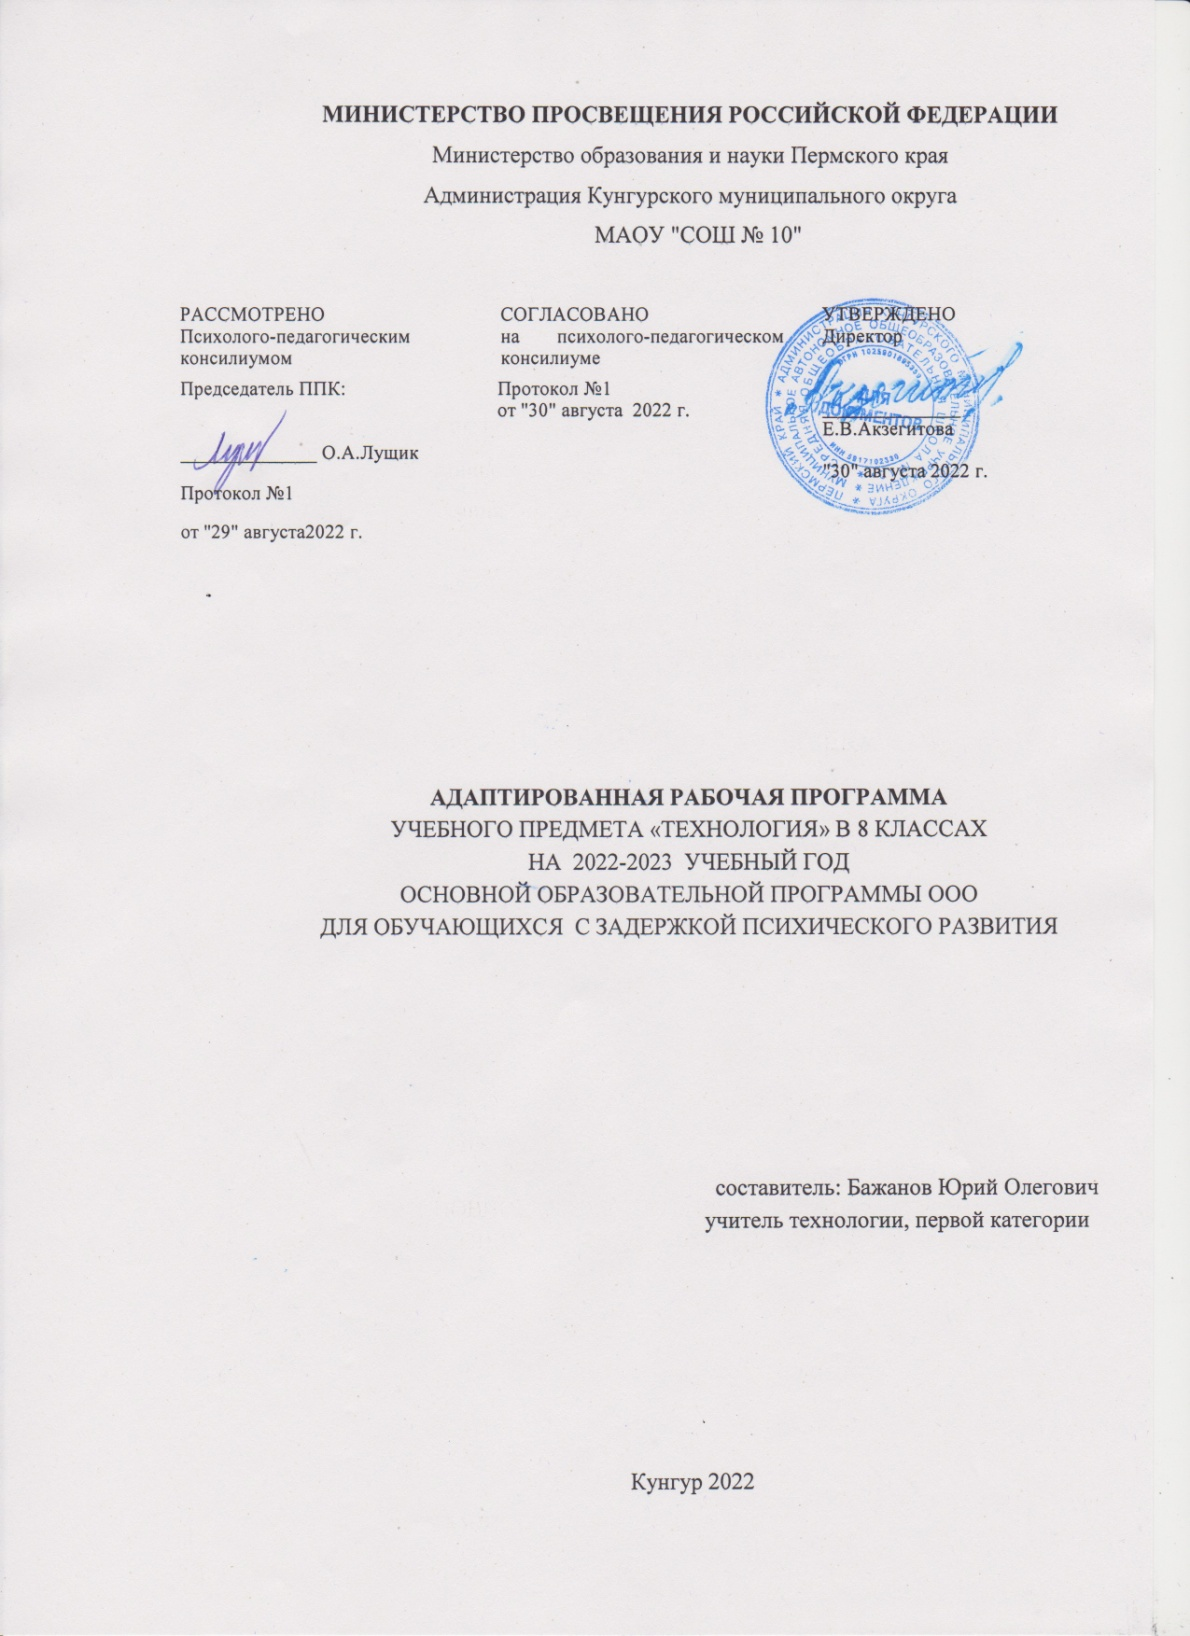 МИНИСТЕРСТВО ПРОСВЕЩЕНИЯ РОССИЙСКОЙ ФЕДЕРАЦИИ
Министерство образования и науки Пермского края
Администрация Кунгурского муниципального округа
МАОУ "СОШ № 10"
РАССМОТРЕНО
Психолого-педагогическим
консилиумом
Председатель ППК:
______________ О.А.Лущик
Протокол №1
от "29" августа2022 г.
СОГЛАСОВАНО
на психолого-педагогическом
консилиуме
Протокол №1
от "30" августа 2022 г.
УТВЕРЖДЕНО
Директор
ДЛЯ
ДОКУМЕНТОВ
Е.В.Акзегитова
"30" августа 2022 г.
АДАПТИРОВАННАЯ РАБОЧАЯ ПРОГРАММА
УЧЕБНОГО ПРЕДМЕТА «ТЕХНОЛОГИЯ» В 8 КЛАССАХ
НА 2022-2023 УЧЕБНЫЙ ГОД
ОСНОВНОЙ ОБРАЗОВАТЕЛЬНОЙ ПРОГРАММЫ ООО
ДЛЯ ОБУЧАЮЩИХСЯ С ЗАДЕРЖКОЙ ПСИХИЧЕСКОГО РАЗВИТИЯ
составитель: Бажанов Юрий Олегович
учитель технологии, первой категории
Кунгур 2022